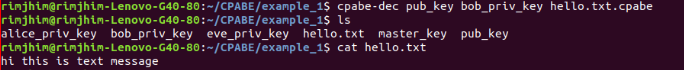 rimjhim@rimjhim-Lenovo-G40-80:~/CPABE/example_1$ cpabe-dec pub_key bob_priv_key hello.txt.cpabe
rimjhim@rimjhim-Lenovo-G40-80:~/CPABE/example_1$ ls
alice_priv_key  bob_priv_key  eve_priv_key  hello.txt  master_key  pub_key
rimjhim@rimjhim-Lenovo-G40-80:~/CPABE/example_1$ cat hello.txt
hi this is text message